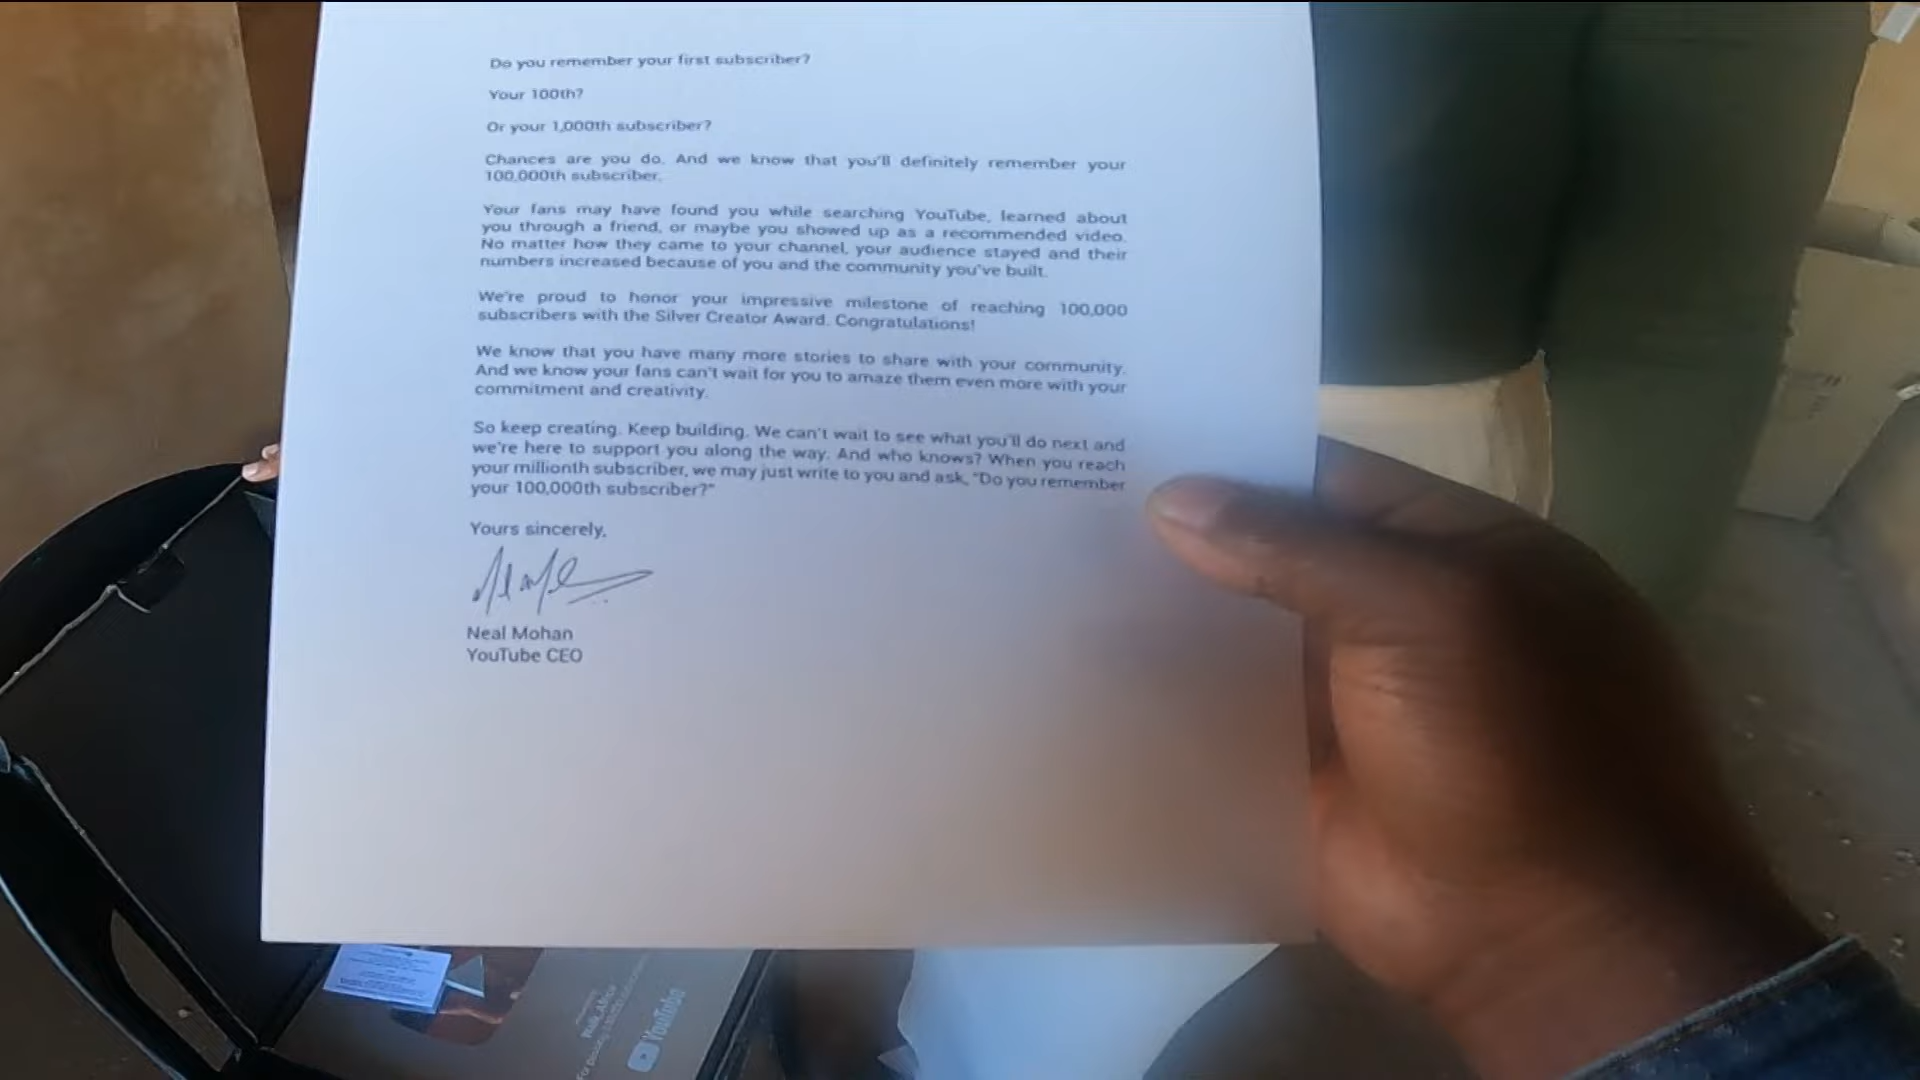 Do you remember your first subscriber?
Your 100th?
Or your 1,000th subscriber?
Chances are you do. And we know that you'll definitely remember your
100,000th subscriber.
Your fans may have found you while searching YouTube, learned about
you through a friend, or maybe you showed up as a recommended video.
No matter how they came to your channel, your audience stayed and their
numbers increased because of you and the community you've built.
We're proud to honor your impressive milestone of reaching 100,000
subscribers with the Silver Creator Award. Congratulations!
We know that you have many more stories to share with your community.
And we know your fans can't wait for you to amaze them even more with your
commitment and creativity.
So keep creating. Keep building. We can't wait to see what you'll do next and
we're here to support you along the way. And who knows? When you reach
your millionth subscriber, we may just write to you and ask, "Do you remember
your 100,000th subscriber?"
Yours sincerely,
Neal Mohan
YouTube CEO
YouTube